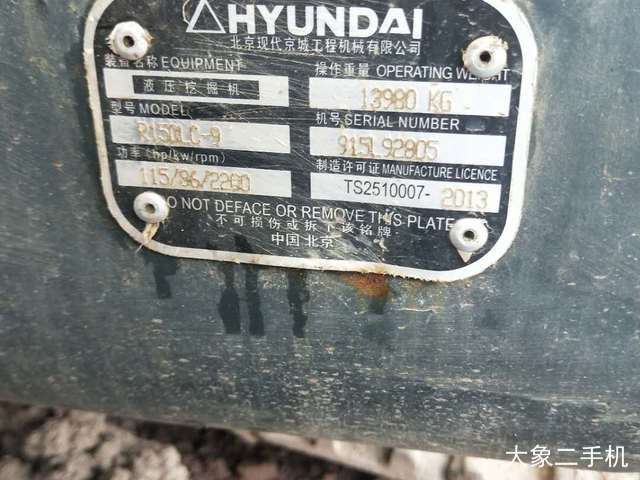 HYUNDAI
北京现代京城工程机械有限公司
装备名称 EQUIPMENT
液压挖掘机
操作重量 OPERATING WEIGHT
13980 KG
型号 MODEL
R150LC-9
机号 SERIAL NUMBER
915L92805
功率(hp/kw/rpm)
115/86/2200
制造许可证 MANUFACTURE LICENCE
TS2510007-2013
DO NOT DEFACE OR REMOVE THIS PLATE
不可损伤或拆下该铭牌
中国北京
大象二手机